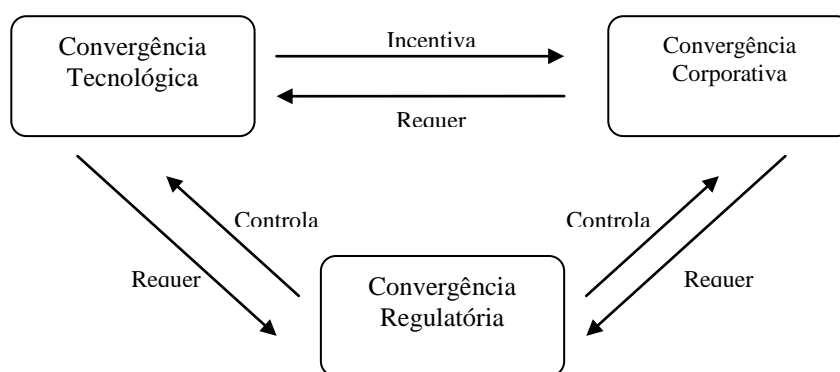 Convergência
Tecnológica
Incentiva
Requer
Convergência
Corporativa
Controla
Controla
Requer
Requer
Convergência
Regulatória